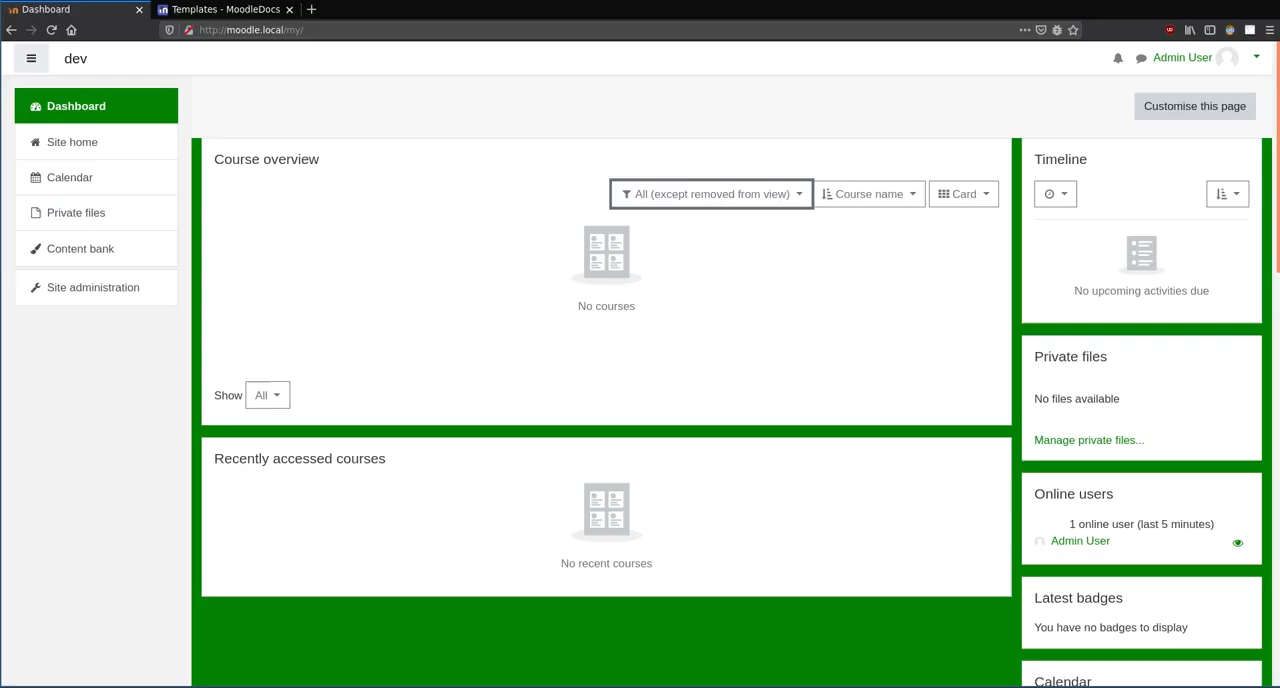 Dashboard
Templates - MoodleDocs
http://moodle.local/my/
dev
Admin User
Dashboard
Site home
Calendar
Private files
Content bank
Site administration
Customise this page
Course overview
All (except removed from view)
Course name
Card
No courses
Show
All
Recently accessed courses
No recent courses
Timeline
No upcoming activities due
Private files
No files available
Manage private files...
Online users
1 online user (last 5 minutes)
Admin User
Latest badges
You have no badges to display
Calendar